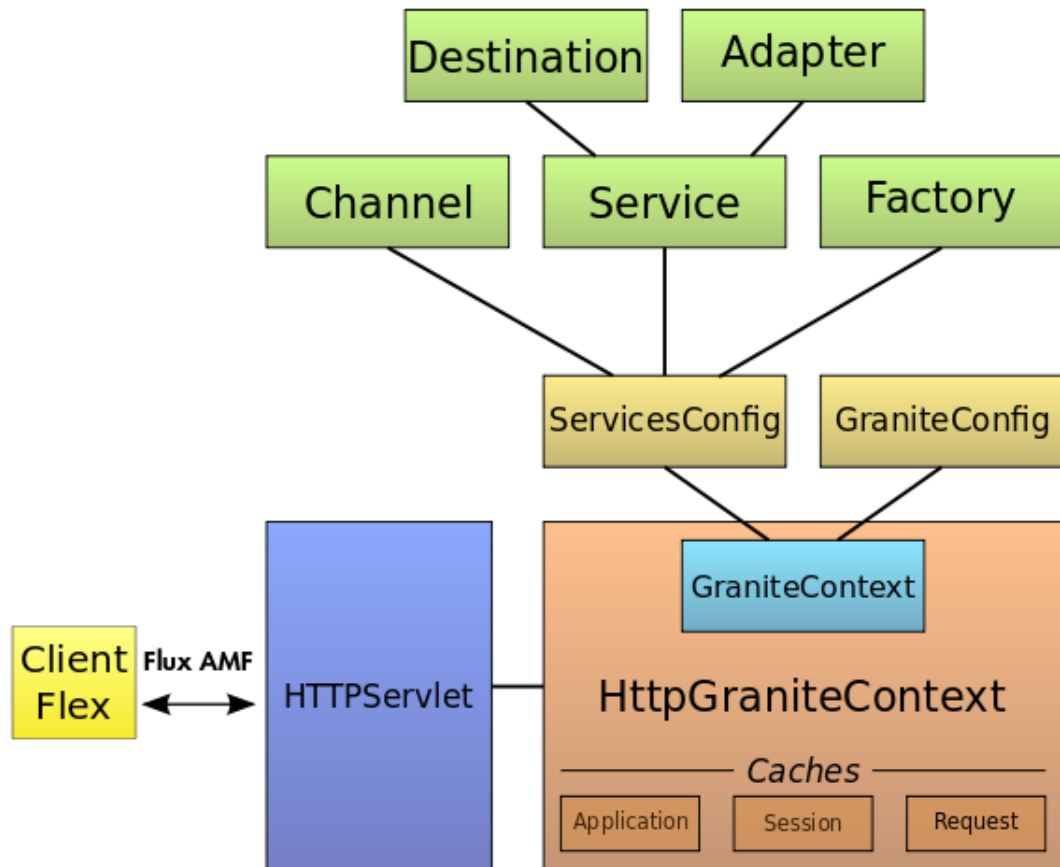 Destination
Adapter
Channel
Service
Factory
ServicesConfig
GraniteConfig
GraniteContext
Client
Flex
Flux AMF
HTTPServlet
HttpGraniteContext
Caches
Application
Session
Request